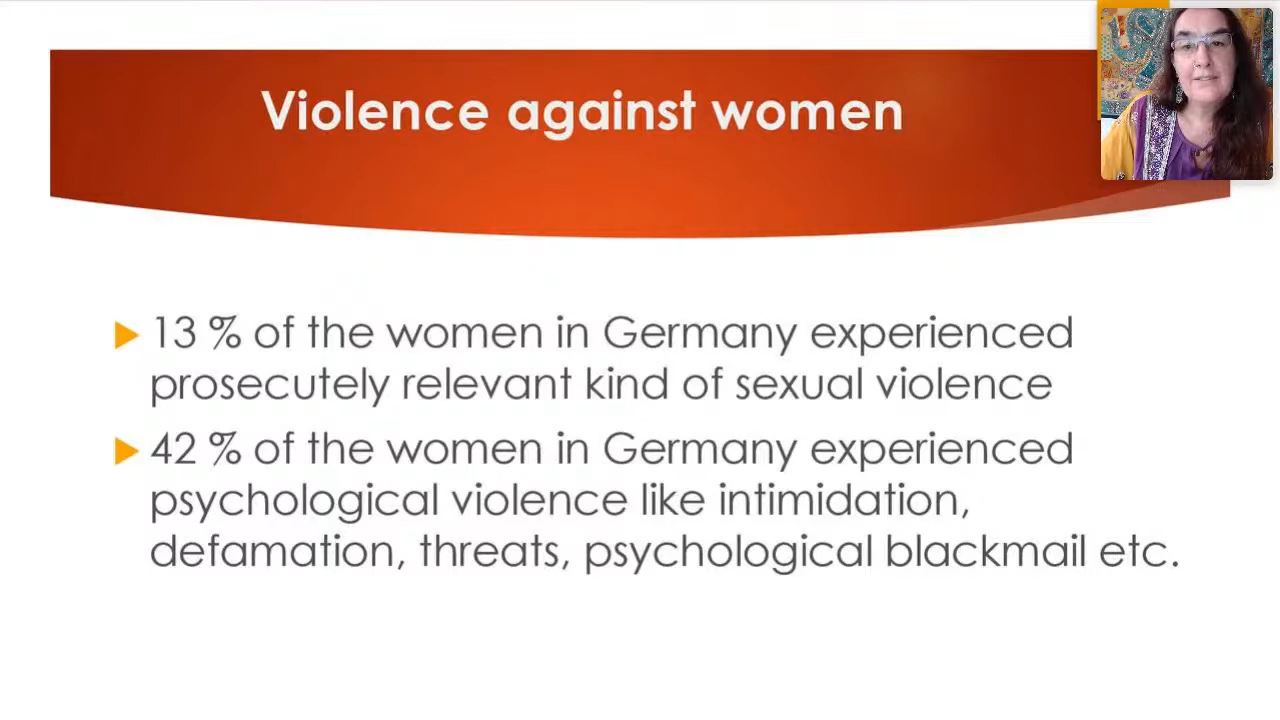 Violence against women
13 % of the women in Germany experienced
prosecutely relevant kind of sexual violence
42 % of the women in Germany experienced
psychological violence like intimidation,
defamation, threats, psychological blackmail etc.